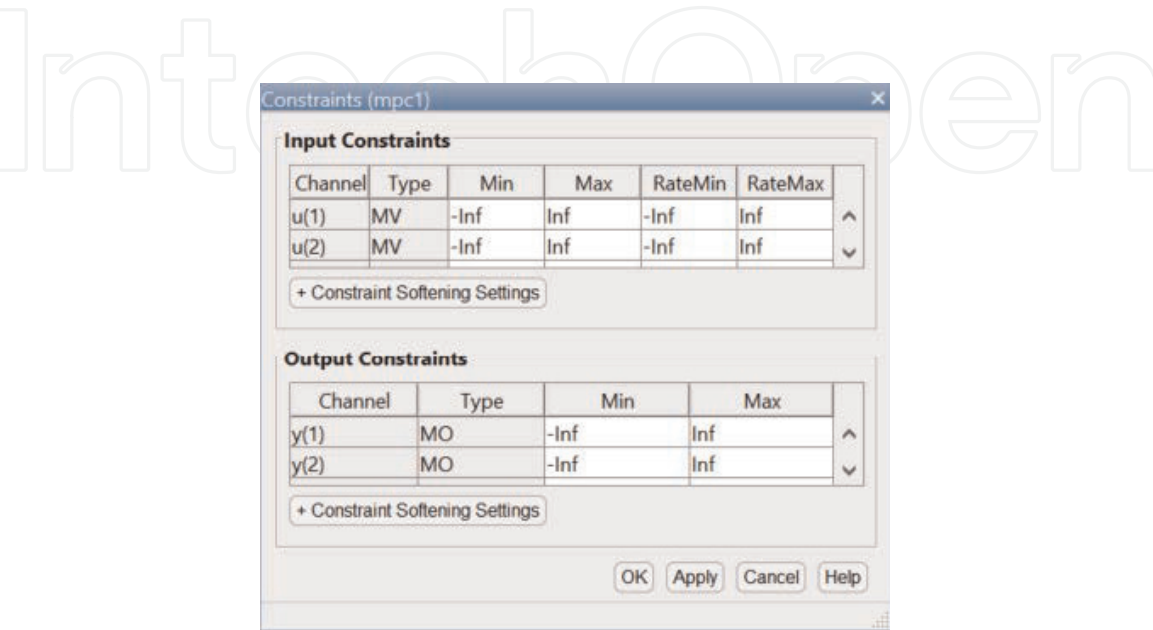 IntechOpen
Constraints (mpc1)
Input Constraints
Channel Type Min Max RateMin RateMax
u(1) MV -Inf Inf -Inf Inf
u(2) MV -Inf Inf -Inf Inf
+ Constraint Softening Settings
Output Constraints
Channel Type Min Max
y(1) MO -Inf Inf
y(2) MO -Inf Inf
+ Constraint Softening Settings
OK Apply Cancel Help